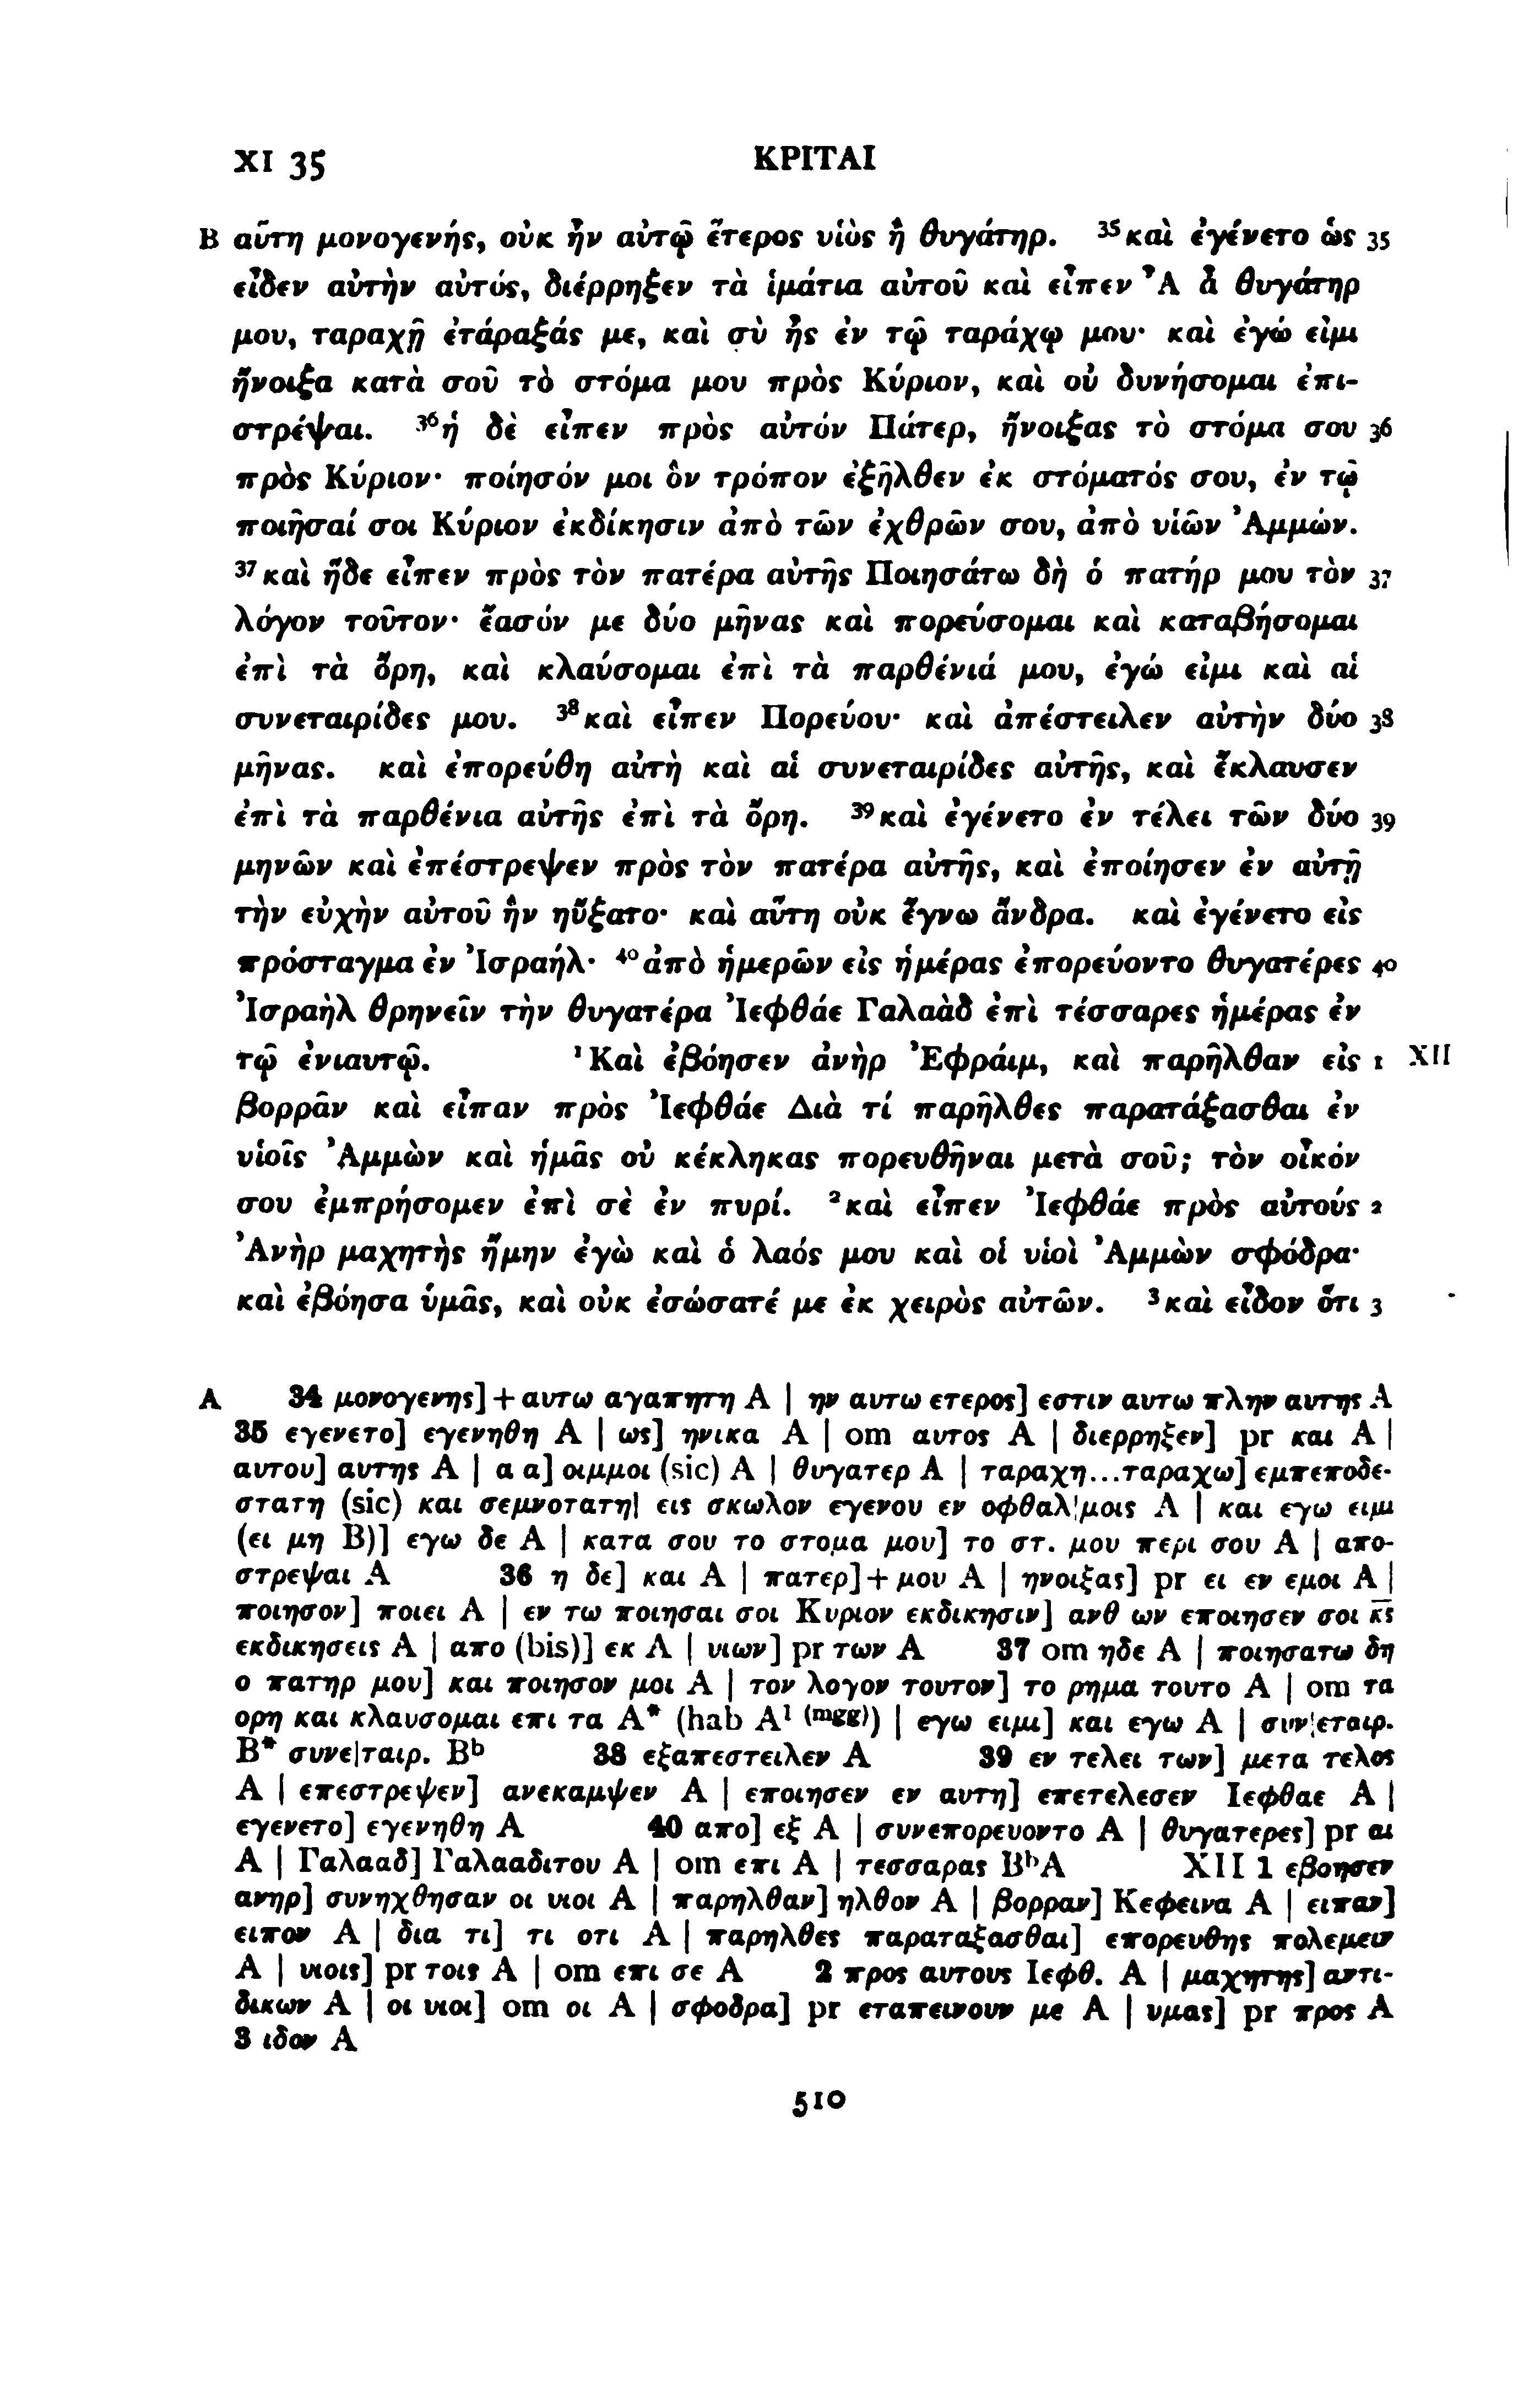 XI 35 ΚΡΙΤΑΙ
B αὕτη μονογενής, οὐκ ἦν αὐτῷ ἕτερος υἱὸς ἢ θυγάτηρ. ³⁵καὶ ἐγένετο ὡς 35
εἶδεν αὐτὴν αὐτός, διέρρηξεν τὰ ἱμάτια αὐτοῦ καὶ εἶπεν Ἆ ἆ θυγάτηρ
μου, ταραχῇ ἐτάραξάς με, καὶ σὺ ἦς ἐν τῷ ταράχῳ μου· καὶ ἐγώ εἰμι
ἤνοιξα κατὰ σοῦ τὸ στόμα μου πρὸς Κύριον, καὶ οὐ δυνήσομαι ἐπι-
στρέψαι. ³⁶ἡ δὲ εἶπεν πρὸς αὐτόν Πάτερ, ἤνοιξας τὸ στόμα σου 36
πρὸς Κύριον· ποίησόν μοι ὃν τρόπον ἐξῆλθεν ἐκ στόματός σου, ἐν τῷ
ποιῆσαί σοι Κύριον ἐκδίκησιν ἀπὸ τῶν ἐχθρῶν σου, ἀπὸ υἱῶν Ἀμμών.
³⁷καὶ ἥδε εἶπεν πρὸς τὸν πατέρα αὐτῆς Ποιησάτω δὴ ὁ πατήρ μου τὸν 37
λόγον τοῦτον· ἔασόν με δύο μῆνας καὶ πορεύσομαι καὶ καταβήσομαι
ἐπὶ τὰ ὄρη, καὶ κλαύσομαι ἐπὶ τὰ παρθένιά μου, ἐγώ εἰμι καὶ αἱ
συνεταιρίδες μου. ³⁸καὶ εἶπεν Πορεύου· καὶ ἀπέστειλεν αὐτὴν δύο 38
μῆνας. καὶ ἐπορεύθη αὐτὴ καὶ αἱ συνεταιρίδες αὐτῆς, καὶ ἔκλαυσεν
ἐπὶ τὰ παρθένια αὐτῆς ἐπὶ τὰ ὄρη. ³⁹καὶ ἐγένετο ἐν τέλει τῶν δύο 39
μηνῶν καὶ ἐπέστρεψεν πρὸς τὸν πατέρα αὐτῆς, καὶ ἐποίησεν ἐν αὐτῇ
τὴν εὐχὴν αὐτοῦ ἣν ηὔξατο· καὶ αὕτη οὐκ ἔγνω ἄνδρα. καὶ ἐγένετο εἰς
πρόσταγμα ἐν Ἰσραήλ· ⁴⁰ἀπὸ ἡμερῶν εἰς ἡμέρας ἐπορεύοντο θυγατέρες 40
Ἰσραὴλ θρηνεῖν τὴν θυγατέρα Ἰεφθάε Γαλαὰδ ἐπὶ τέσσαρες ἡμέρας ἐν
τῷ ἐνιαυτῷ. ¹Καὶ ἐβόησεν ἀνὴρ Ἐφράιμ, καὶ παρῆλθαν εἰς 1 XII
βορρᾶν καὶ εἶπαν πρὸς Ἰεφθάε Διὰ τί παρῆλθες παρατάξασθαι ἐν
υἱοῖς Ἀμμὼν καὶ ἡμᾶς οὐ κέκληκας πορευθῆναι μετὰ σοῦ; τὸν οἶκόν
σου ἐμπρήσομεν ἐπὶ σὲ ἐν πυρί. ²καὶ εἶπεν Ἰεφθάε πρὸς αὐτούς 2
Ἀνὴρ μαχητὴς ἤμην ἐγὼ καὶ ὁ λαός μου καὶ οἱ υἱοὶ Ἀμμὼν σφόδρα·
καὶ ἐβόησα ὑμᾶς, καὶ οὐκ ἐσώσατέ με ἐκ χειρὸς αὐτῶν. ³καὶ εἶδον ὅτι 3
A 34 μονογενης] + αυτω αγαπητη A | ην αυτω ετερος] εστιν αυτω πλην αυτης A
35 εγενετο] εγενηθη A | ως] ηνικα A | om αυτος A | διερρηξεν] pr και A |
αυτου] αυτης A | α α] οιμμοι (sic) A | θυγατερ A | ταραχη...ταραχω] εμπεποδε-
στατη (sic) και σεμνοτατη| εις σκωλον εγενου εν οφθαλ|μοις A | και εγω ειμι
(ει μη B)] εγω δε A | κατα σου το στομα μου] το στ. μου περι σου A | απο-
στρεψαι A 36 η δε] και A | πατερ] + μου A | ηνοιξας] pr ει εν εμοι A |
ποιησον] ποιει A | εν τω ποιησαι σοι Κυριον εκδικησιν] ανθ ων εποιησεν σοι κ̅ς̅
εκδικησεις A | απο (bis)] εκ A | υιων] pr των A 37 om ηδε A | ποιησατω δη
ο πατηρ μου] και ποιησον μοι A | τον λογον τουτον] το ρημα τουτο A | om τα
ορη και κλαυσομαι επι τα A* (hab A¹ (mgg)) | εγω ειμι] και εγω A | συν|εταιρ.
B* συνε|ταιρ. Bᵇ 38 εξαπεστειλεν A 39 εν τελει των] μετα τελος
A | επεστρεψεν] ανεκαμψεν A | εποιησεν εν αυτη] επετελεσεν Ιεφθαε A |
εγενετο] εγενηθη A 40 απο] εξ A | συνεπορευοντο A | θυγατερες] pr αι
A | Γαλααδ] Γαλααδιτου A | om επι A | τεσσαρας BᵇA XII 1 εβοησεν
ανηρ] συνηχθησαν οι υιοι A | παρηλθαν] ηλθον A | βορραν] Κεφεινα A | ειπαν]
ειπον A | δια τι] τι οτι A | παρηλθες παραταξασθαι] επορευθης πολεμειν
A | υιοις] pr τοις A | om επι σε A 2 προς αυτους Ιεφθ. A | μαχητης] αντι-
δικων A | οι υιοι] om οι A | σφοδρα] pr εταπεινουν με A | υμας] pr προς A
3 ιδον A
510